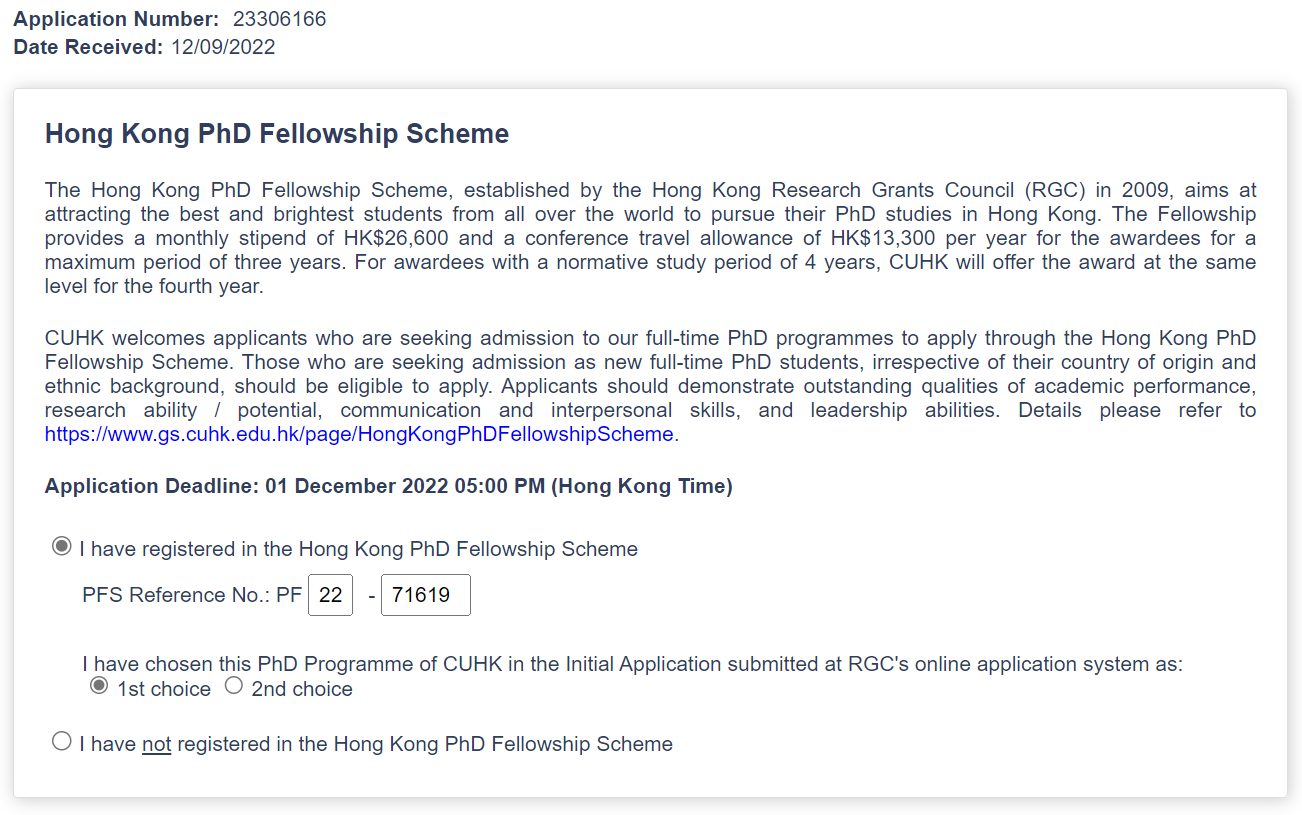 Application Number: 23306166
Date Received: 12/09/2022
Hong Kong PhD Fellowship Scheme
The Hong Kong PhD Fellowship Scheme, established by the Hong Kong Research Grants Council (RGC) in 2009, aims at
attracting the best and brightest students from all over the world to pursue their PhD studies in Hong Kong. The Fellowship
provides a monthly stipend of HK$26,600 and a conference travel allowance of HK$13,300 per year for the awardees for a
maximum period of three years. For awardees with a normative study period of 4 years, CUHK will offer the award at the same
level for the fourth year.
CUHK welcomes applicants who are seeking admission to our full-time PhD programmes to apply through the Hong Kong PhD
Fellowship Scheme. Those who are seeking admission as new full-time PhD students, irrespective of their country of origin and
ethnic background, should be eligible to apply. Applicants should demonstrate outstanding qualities of academic performance,
research ability / potential, communication and interpersonal skills, and leadership abilities. Details please refer to
https://www.gs.cuhk.edu.hk/page/HongKongPhDFellowshipScheme.
Application Deadline: 01 December 2022 05:00 PM (Hong Kong Time)
I have registered in the Hong Kong PhD Fellowship Scheme
PFS Reference No.: PF 22 - 71619
I have chosen this PhD Programme of CUHK in the Initial Application submitted at RGC's online application system as:
1st choice 2nd choice
I have not registered in the Hong Kong PhD Fellowship Scheme